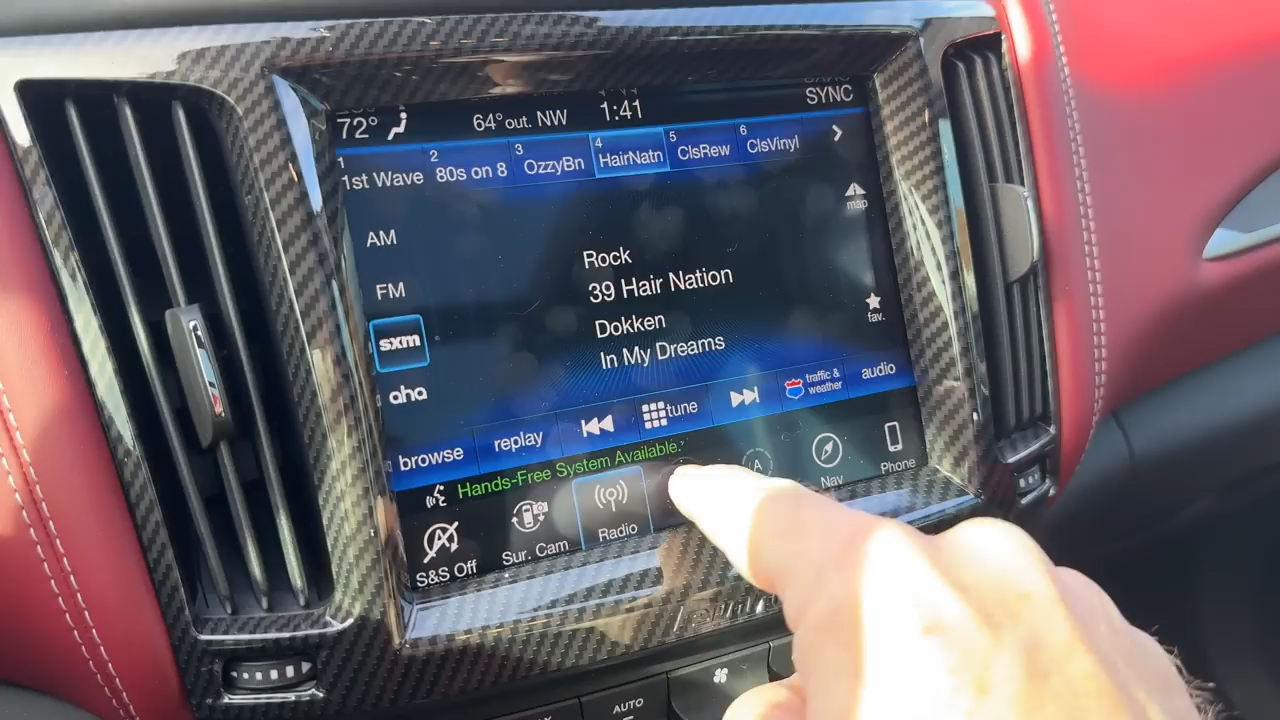 72°
64° out. NW
1:41
SYNC
1 1st Wave
2 80s on 8
3 OzzyBn
4 HairNatn
5 ClsRew
6 ClsVinyl
map
AM
FM
sxm
aha
Rock
39 Hair Nation
Dokken
In My Dreams
fav.
browse
replay
tune
traffic &
weather
audio
Hands-Free System Available.
S&S Off
Sur. Cam
Radio
A
Nav
Phone
AUTO